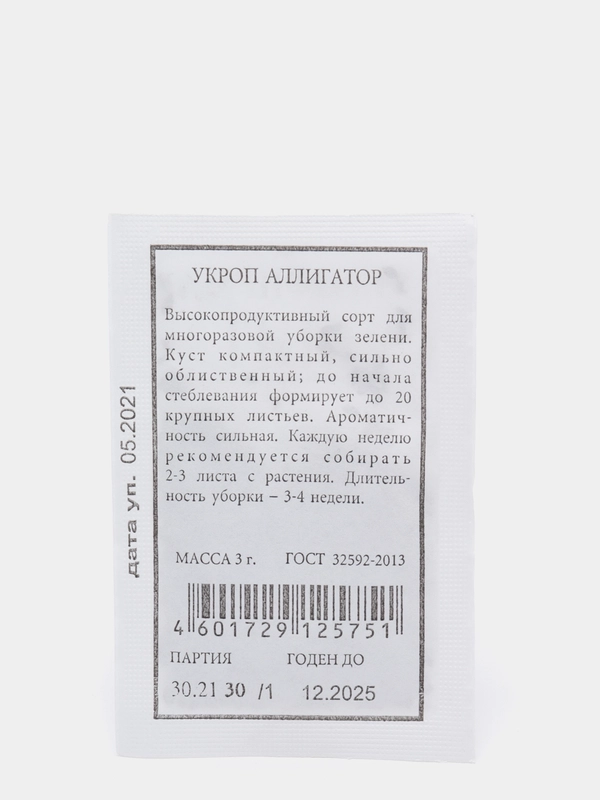 УКРОП АЛЛИГАТОР
Высокопродуктивный сорт для
многоразовой уборки зелени.
Куст компактный, сильно
облиственный; до начала
стеблевания формирует до 20
крупных листьев. Ароматич-
ность сильная. Каждую неделю
рекомендуется собирать
2-3 листа с растения. Длитель-
ность уборки – 3-4 недели.
МАССА 3 г. ГОСТ 32592-2013
4 601729 125751
ПАРТИЯ ГОДЕН ДО
30.21 30 /1 12.2025
дата уп. 05.2021